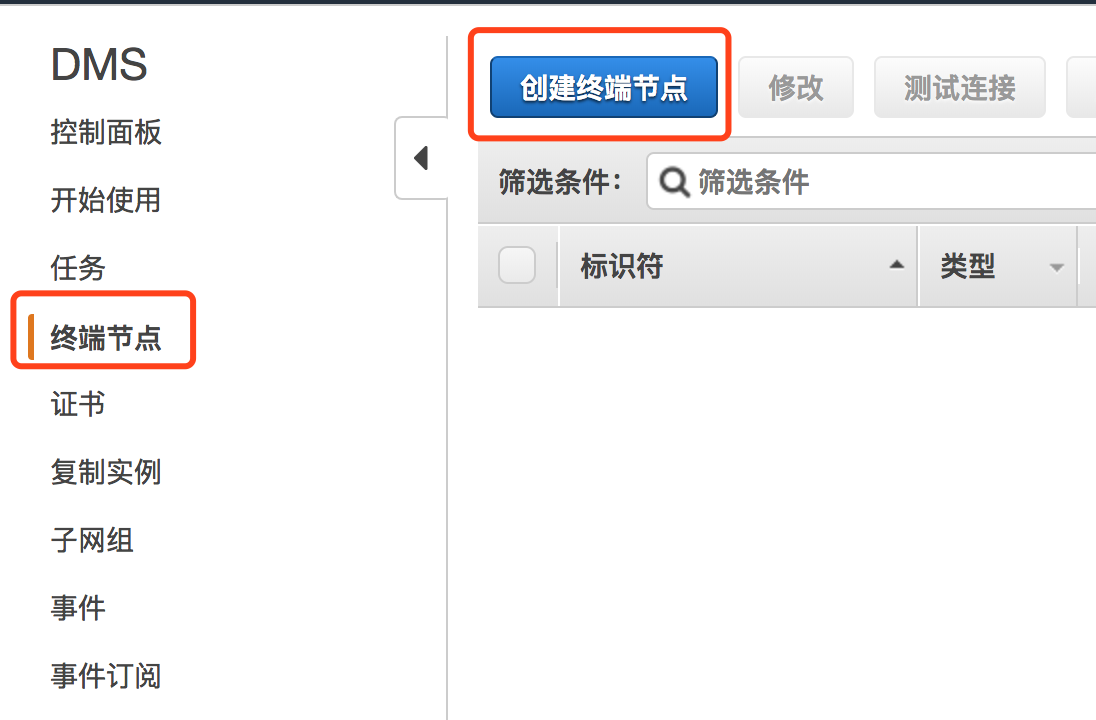 DMS
控制面板
开始使用
任务
终端节点
证书
复制实例
子网组
事件
事件订阅
创建终端节点 修改 测试连接
筛选条件： 筛选条件
标识符 类型